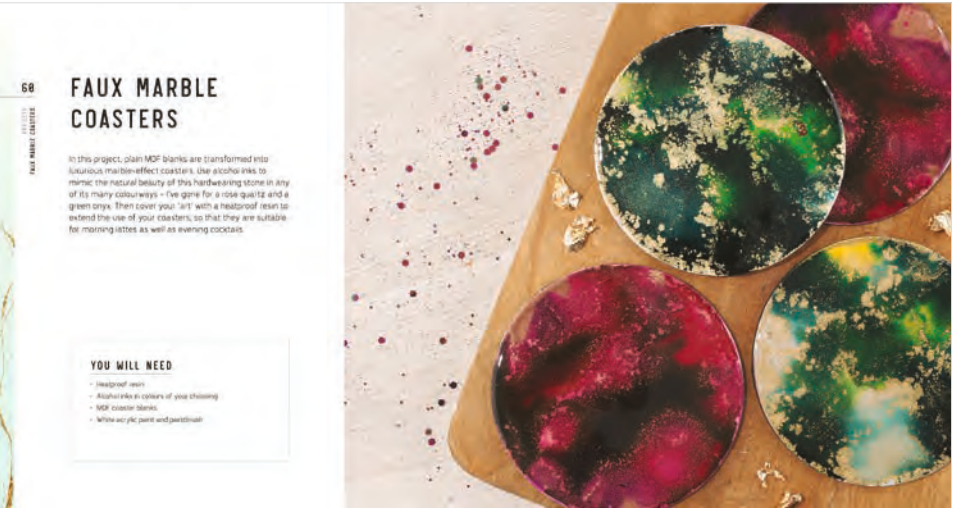 60
PROJECTS
FAUX MARBLE COASTERS
FAUX MARBLE
COASTERS
In this project, plain MDF blanks are transformed into
luxurious marble-effect coasters. Use alcohol inks to
mimic the natural beauty of this hardwearing stone in any
of its many colourways – I've gone for a rose quartz and a
green onyx. Then cover your 'art' with a heatproof resin to
extend the use of your coasters, so that they are suitable
for morning lattes as well as evening cocktails.
YOU WILL NEED
• Heatproof resin
• Alcohol inks in colours of your choosing
• MDF coaster blanks
• White acrylic paint and paintbrush